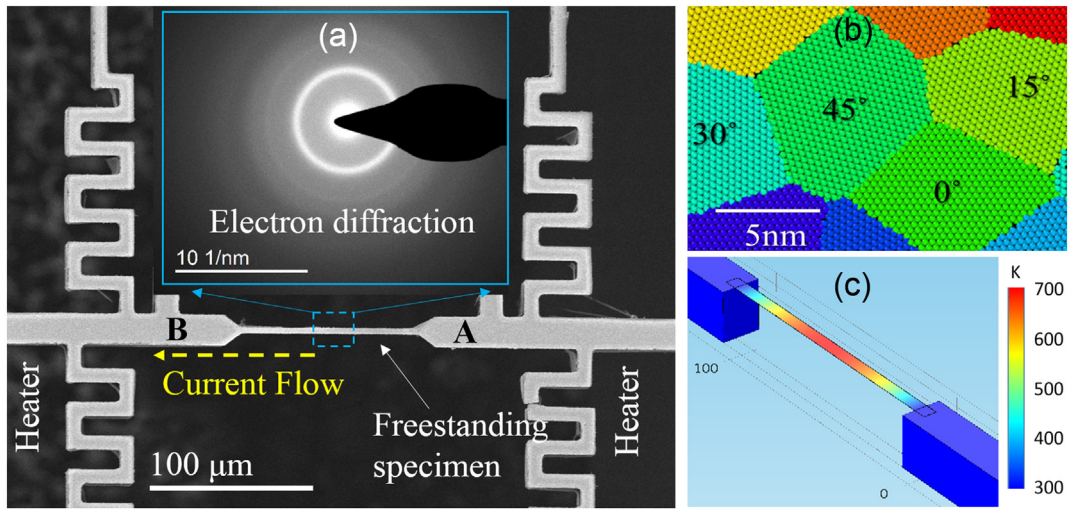 (a)
Electron diffraction
10 1/nm
B
A
Current Flow
Heater
Freestanding
specimen
Heater
100 μm
(b)
45°
15°
30°
0°
5nm
(c)
K
700
600
500
400
300
100
0